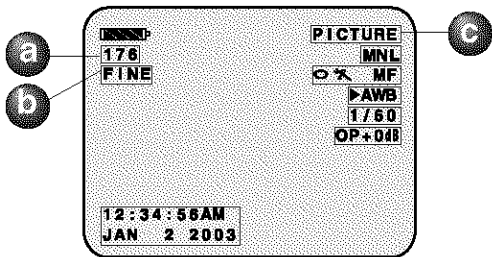 a
176
b
FINE
PICTURE
c
MNL
MF
AWB
1/60
OP+0dB
12:34:56AM
JAN 2 2003